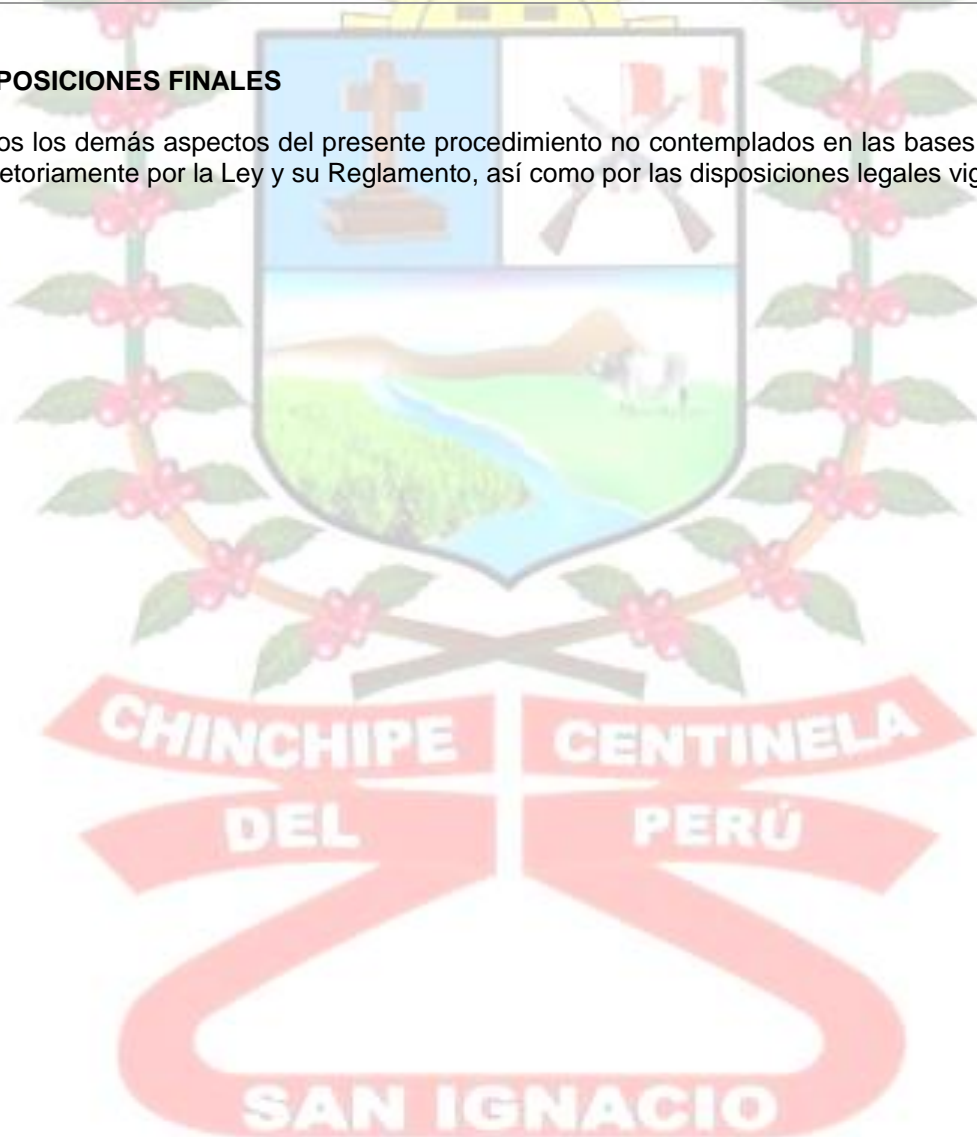 POSICIONES FINALES
os los demás aspectos del presente procedimiento no contemplados en las bases
etoriamente por la Ley y su Reglamento, así como por las disposiciones legales vig
CHINCHIPE CENTINELA
DEL PERÚ
SAN IGNACIO